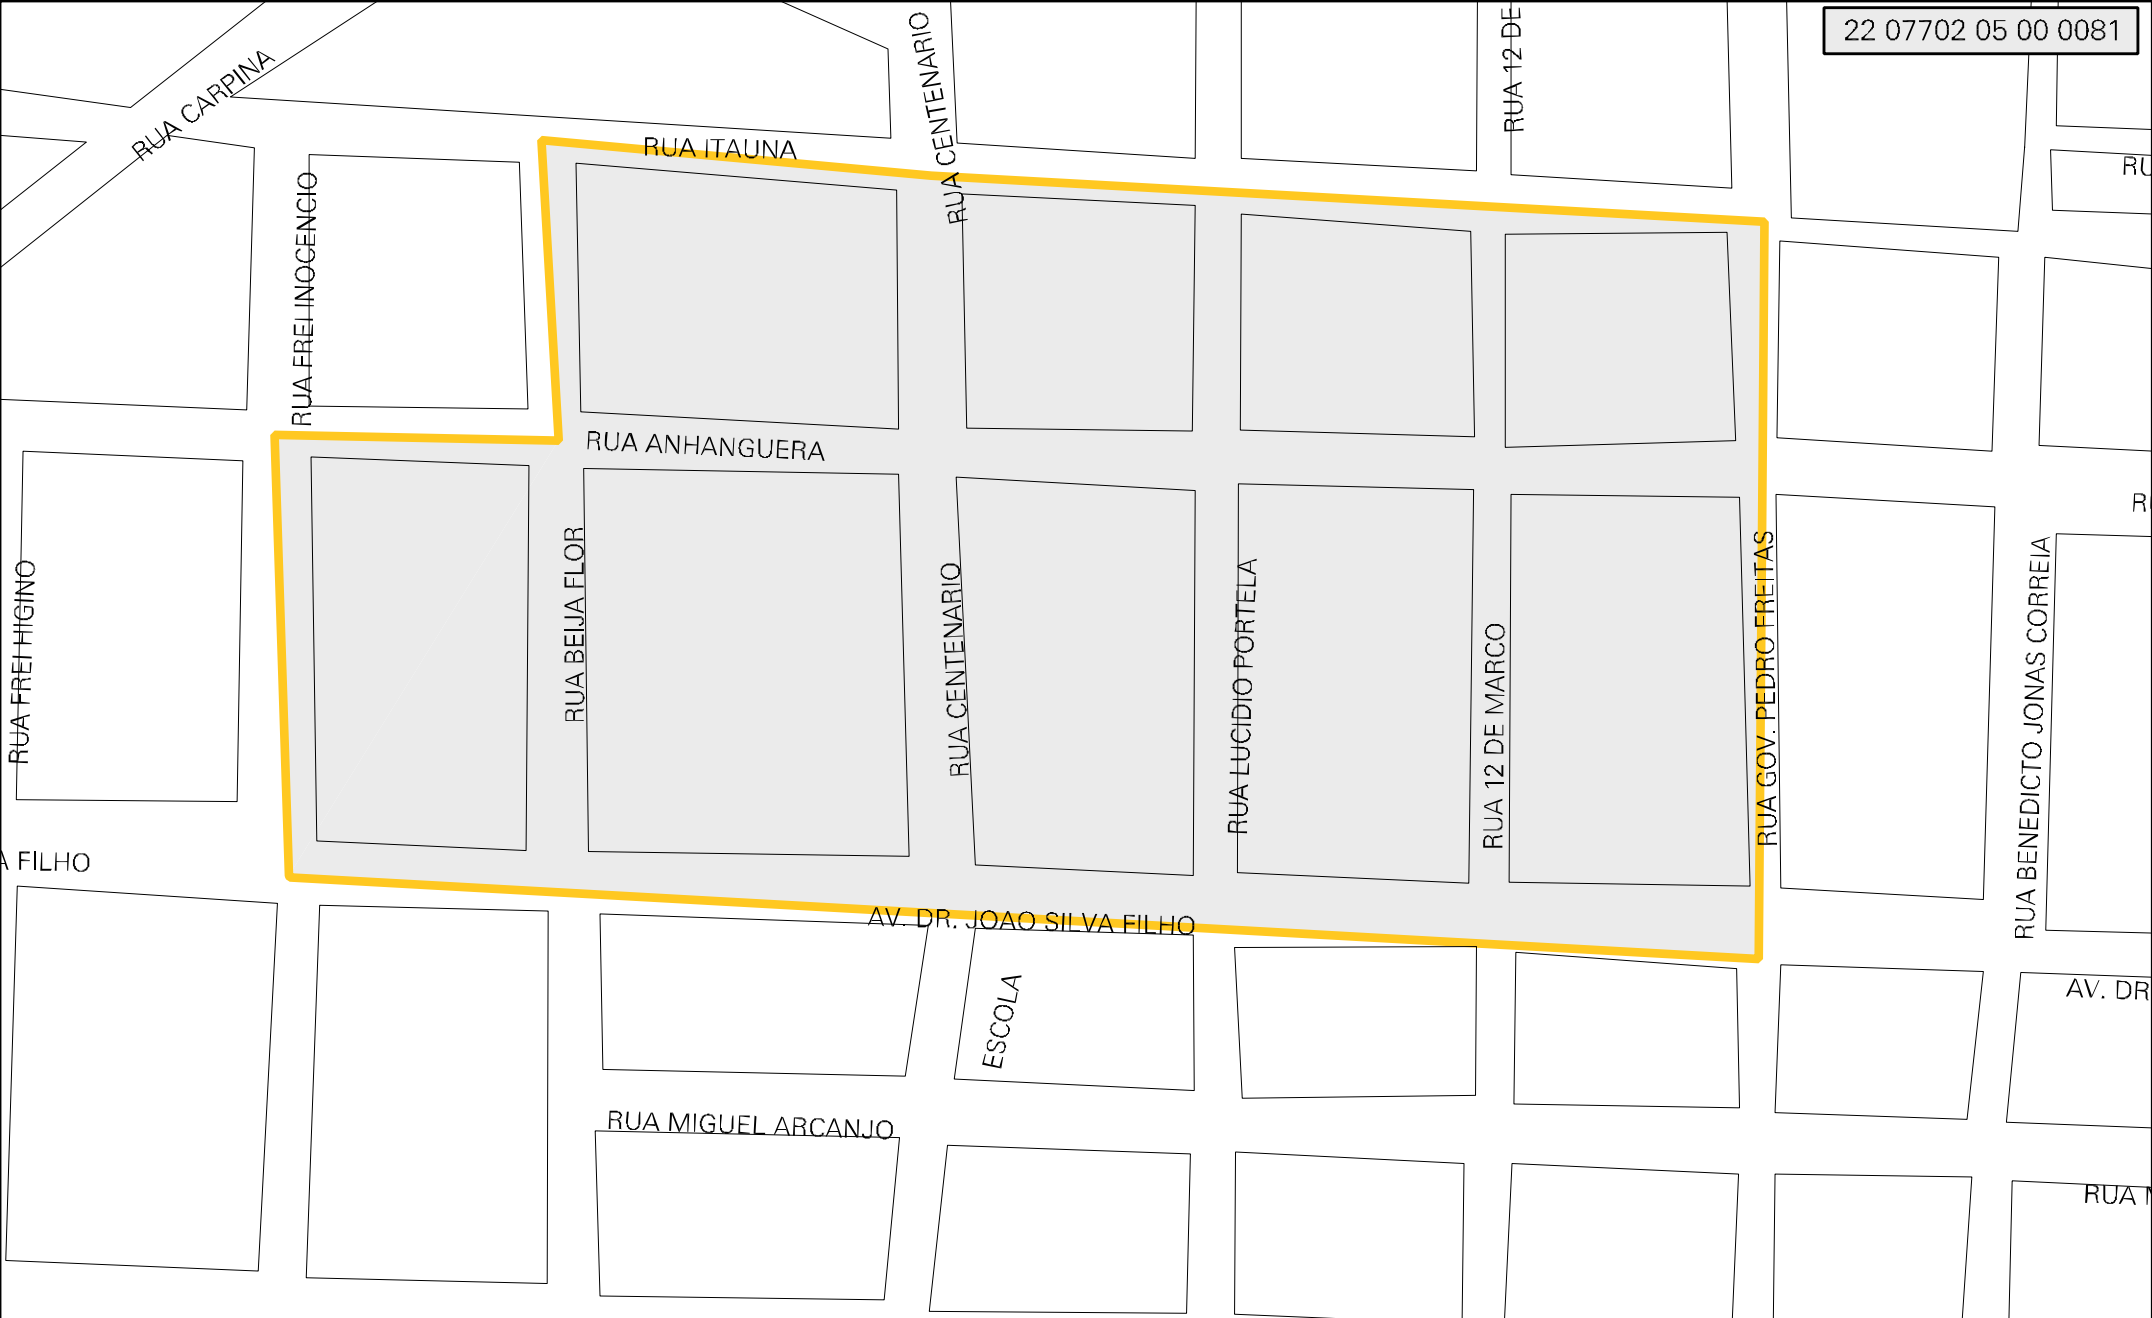 22 07702 05 00 0081
RUA CARPINA
RUA CENTENARIO
RUA 12 DE
RUA ITAUNA
RU
RUA FREI INOCENCIO
RUA ANHANGUERA
RUA FREI HIGINO
RUA BEIJA FLOR
RUA CENTENARIO
RUA LUCIDIO PORTELA
RUA 12 DE MARCO
RUA GOV. PEDRO FREITAS
RUA BENEDICTO JONAS CORREIA
A FILHO
AV. DR. JOAO SILVA FILHO
ESCOLA
AV. DR
RUA MIGUEL ARCANJO
RUA